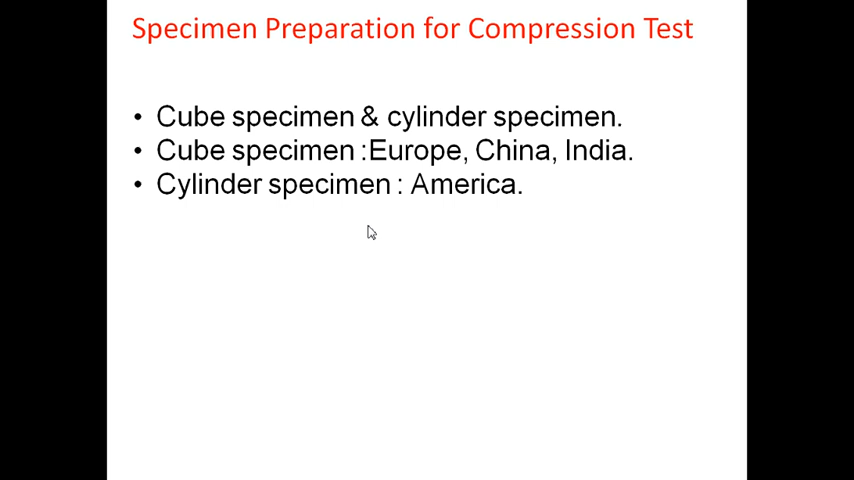 Specimen Preparation for Compression Test
• Cube specimen & cylinder specimen.
• Cube specimen :Europe, China, India.
• Cylinder specimen : America.